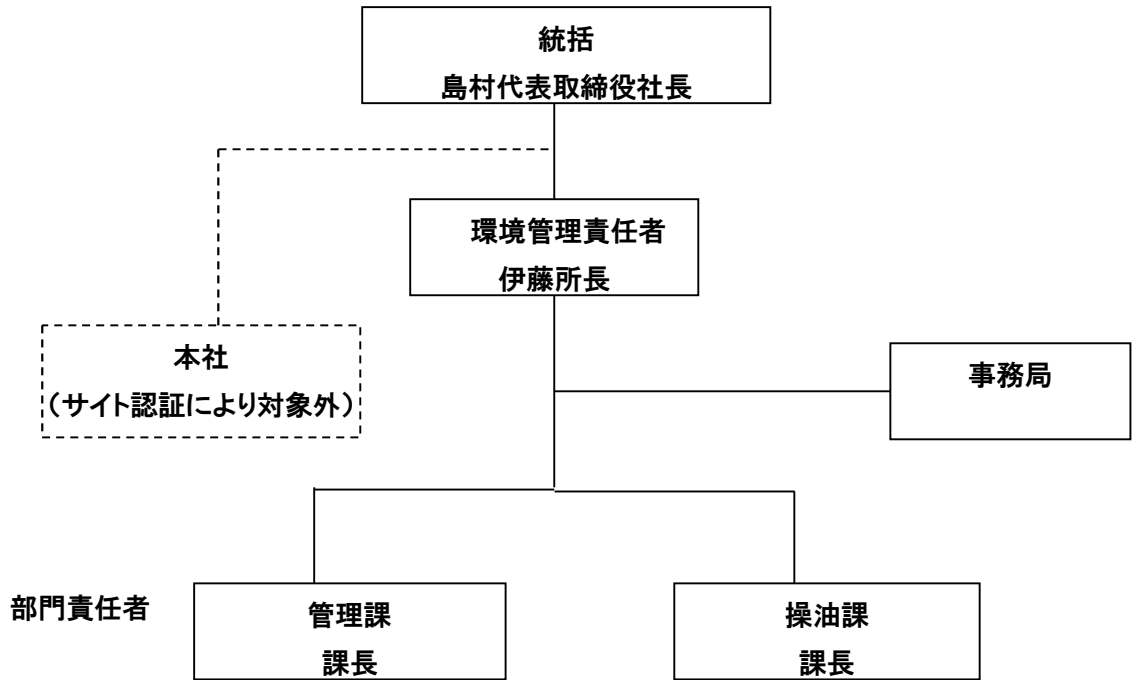 統括
島村代表取締役社長
環境管理責任者
伊藤所長
本社
（サイト認証により対象外）
事務局
部門責任者
管理課
課長
操油課
課長